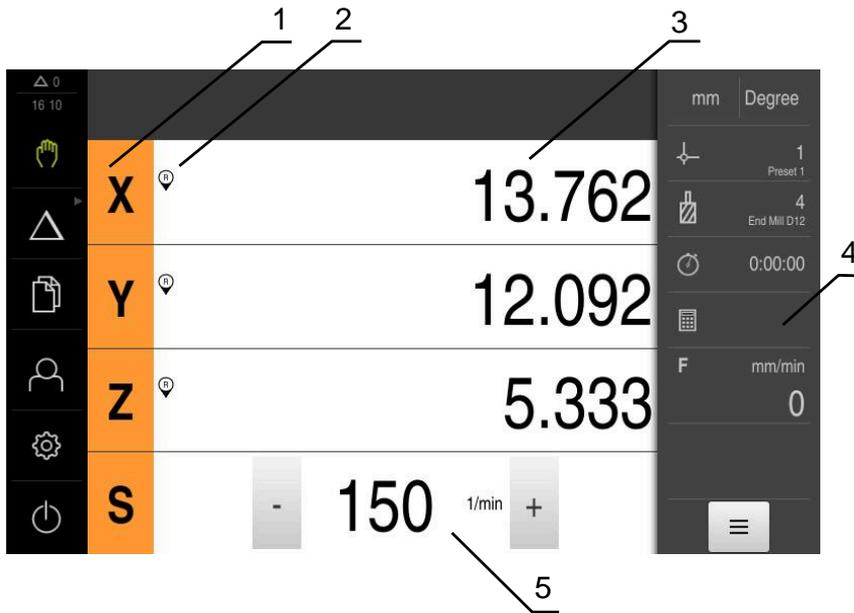 1 2 3
0
16 10
mm Degree
1
Preset 1
X R 13.762
4
End Mill D12
0:00:00
4
Y R 12.092
F mm/min
0
Z R 5.333
S - 150 1/min +
5